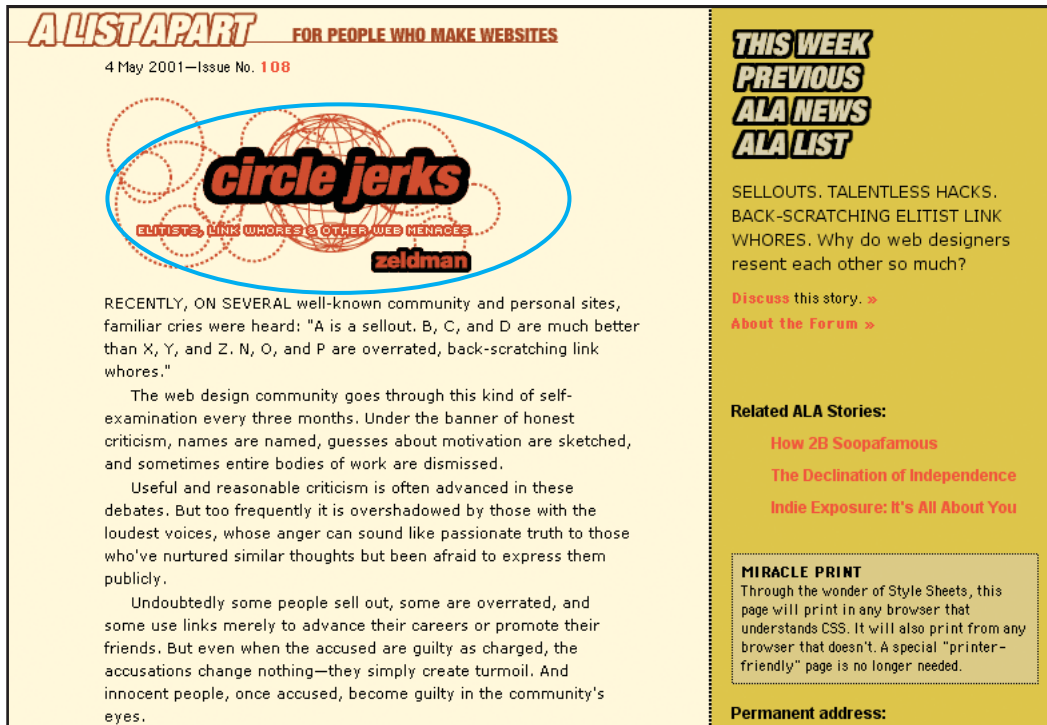 A LIST APART FOR PEOPLE WHO MAKE WEBSITES
4 May 2001—Issue No. 108
circle jerks
ELITISTS, LINK WHORES & OTHER WEB MENACES
zeldman
RECENTLY, ON SEVERAL well-known community and personal sites,
familiar cries were heard: "A is a sellout. B, C, and D are much better
than X, Y, and Z. N, O, and P are overrated, back-scratching link
whores."
The web design community goes through this kind of self-
examination every three months. Under the banner of honest
criticism, names are named, guesses about motivation are sketched,
and sometimes entire bodies of work are dismissed.
Useful and reasonable criticism is often advanced in these
debates. But too frequently it is overshadowed by those with the
loudest voices, whose anger can sound like passionate truth to those
who've nurtured similar thoughts but been afraid to express them
publicly.
Undoubtedly some people sell out, some are overrated, and
some use links merely to advance their careers or promote their
friends. But even when the accused are guilty as charged, the
accusations change nothing—they simply create turmoil. And
innocent people, once accused, become guilty in the community's
eyes.
THIS WEEK
PREVIOUS
ALA NEWS
ALA LIST
SELLOUTS. TALENTLESS HACKS.
BACK-SCRATCHING ELITIST LINK
WHORES. Why do web designers
resent each other so much?
Discuss this story. »
About the Forum »
Related ALA Stories:
How 2B Soopafamous
The Declination of Independence
Indie Exposure: It's All About You
MIRACLE PRINT
Through the wonder of Style Sheets, this
page will print in any browser that
understands CSS. It will also print from any
browser that doesn't. A special "printer-
friendly" page is no longer needed.
Permanent address: